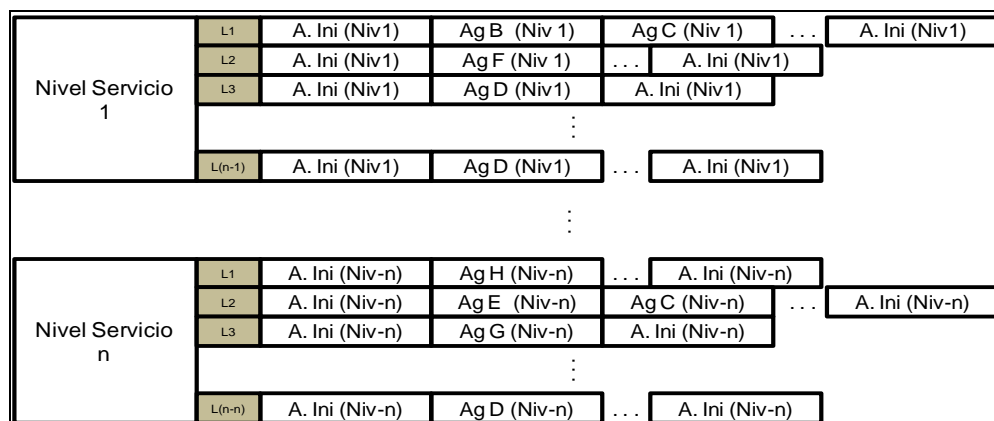 L1 A. Ini (Niv1) Ag B (Niv 1) Ag C (Niv 1) . . . A. Ini (Niv1)
L2 A. Ini (Niv1) Ag F (Niv 1) . . . A. Ini (Niv1)
Nivel Servicio
1
L3 A. Ini (Niv1) Ag D (Niv1) A. Ini (Niv1)
. . .
L(n-1) A. Ini (Niv1) Ag D (Niv1) . . . A. Ini (Niv1)
. . .
L1 A. Ini (Niv-n) Ag H (Niv-n) . . . A. Ini (Niv-n)
L2 A. Ini (Niv-n) Ag E (Niv-n) Ag C (Niv-n) . . . A. Ini (Niv-n)
Nivel Servicio
n
L3 A. Ini (Niv-n) Ag G (Niv-n) A. Ini (Niv-n)
. . .
L(n-n) A. Ini (Niv-n) Ag D (Niv-n) . . . A. Ini (Niv-n)